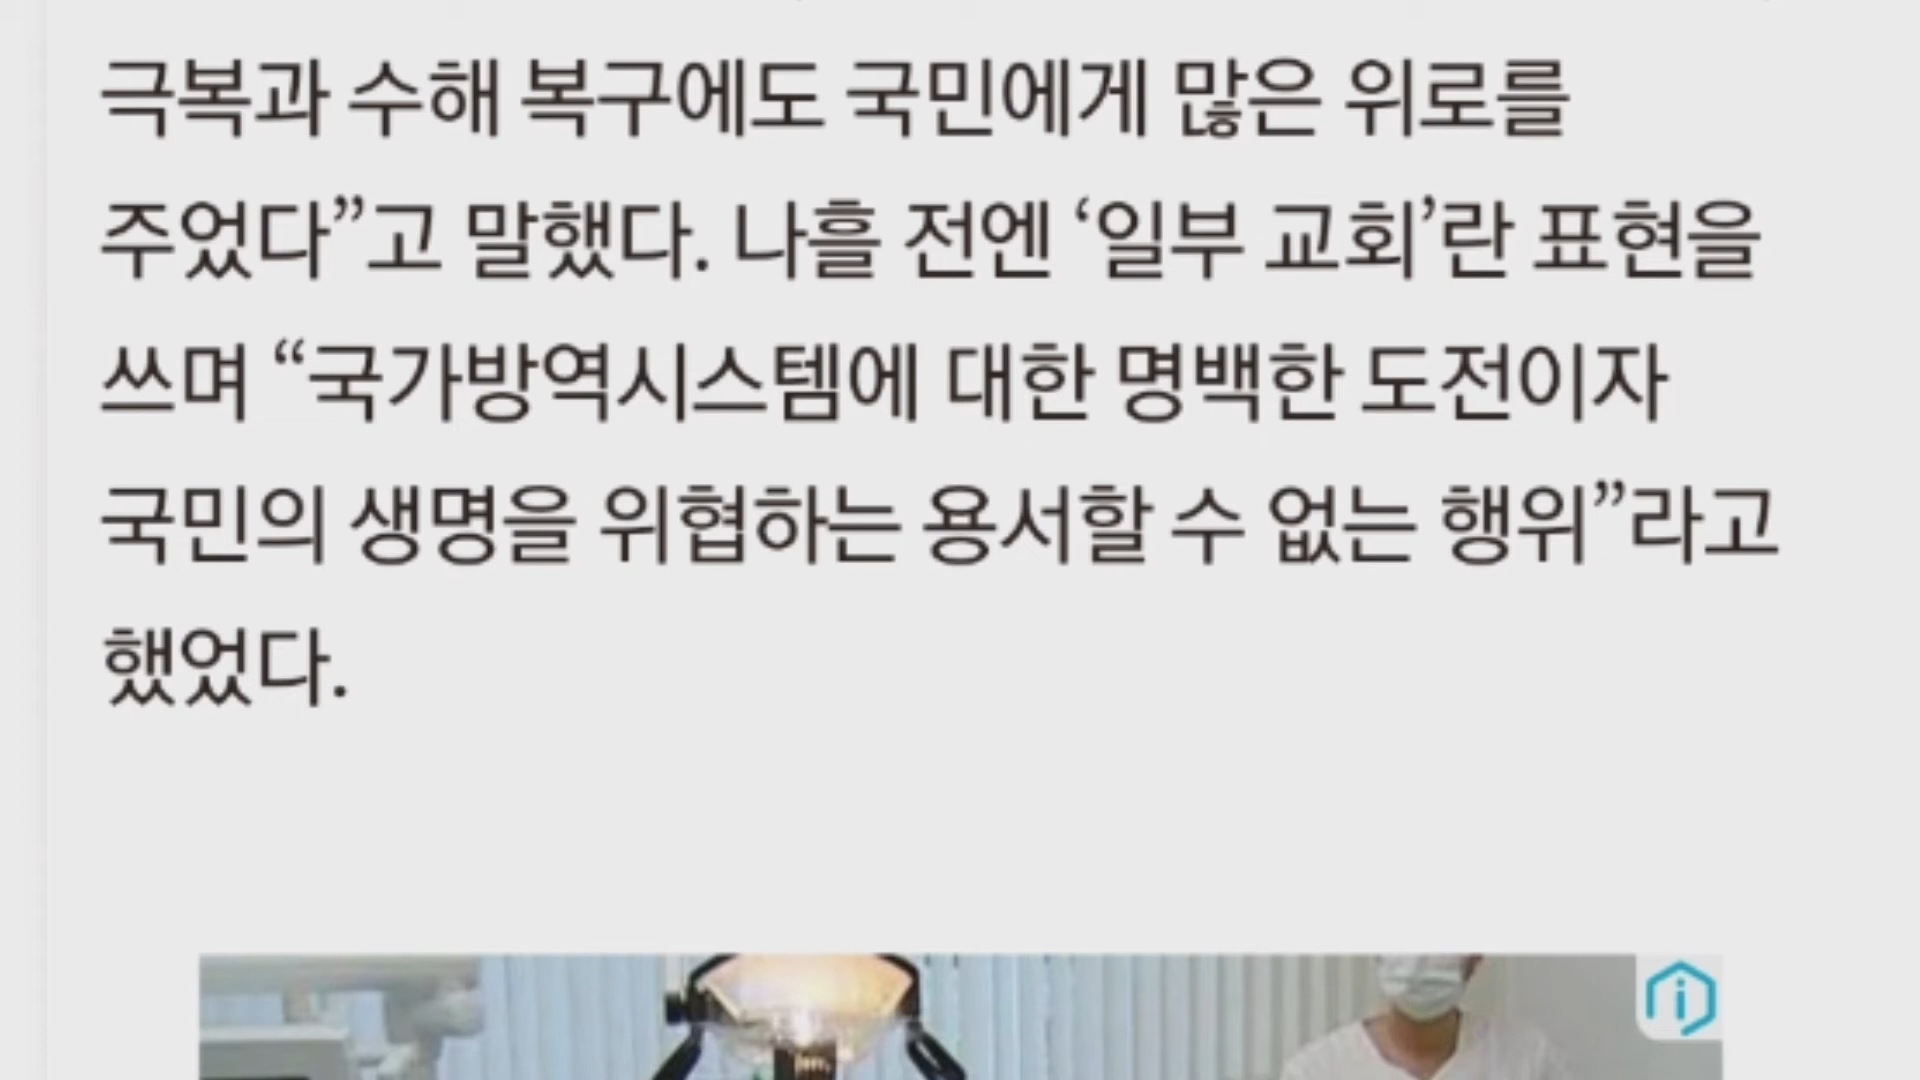 극복과 수해 복구에도 국민에게 많은 위로를
주었다”고 말했다. 나흘 전엔 ‘일부 교회’란 표현을
쓰며 “국가방역시스템에 대한 명백한 도전이자
국민의 생명을 위협하는 용서할 수 없는 행위”라고
했었다.